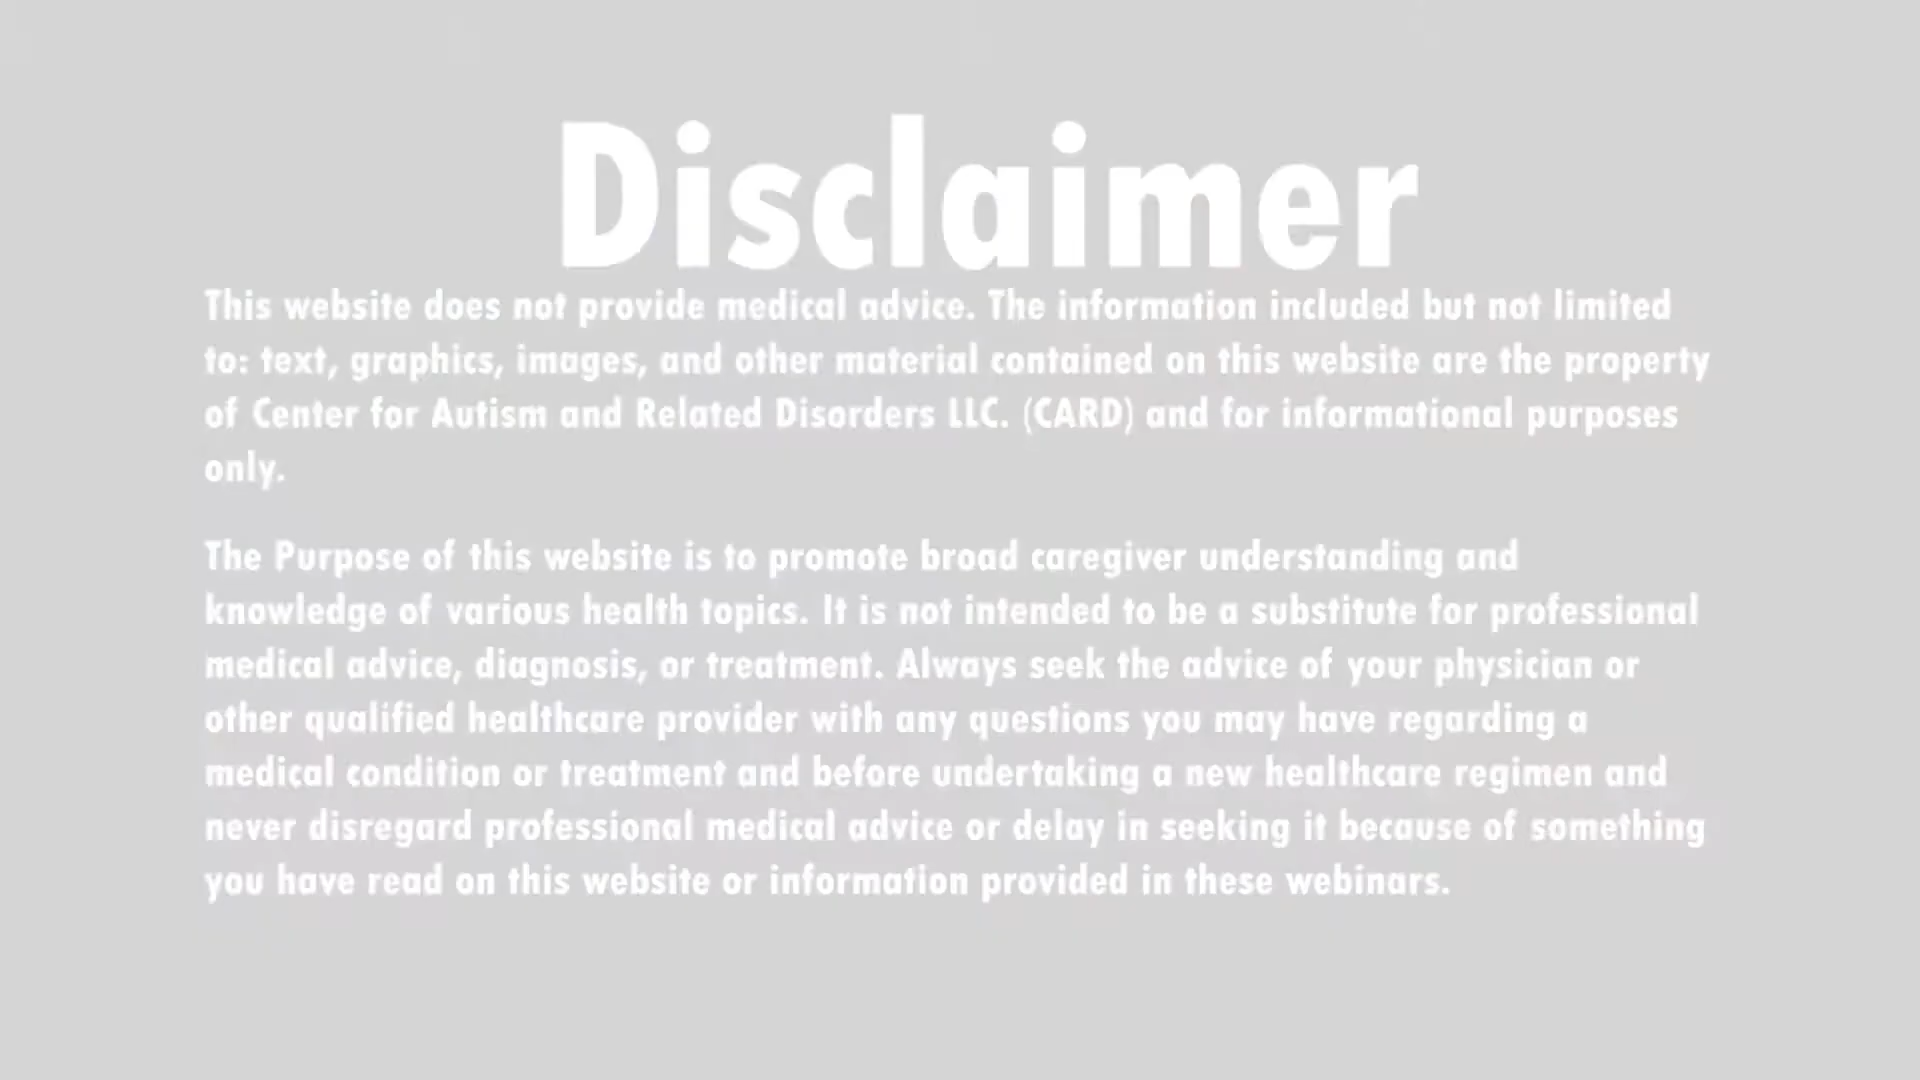 Disclaimer
This website does not provide medical advice. The information included but not limited
to: text, graphics, images, and other material contained on this website are the property
of Center for Autism and Related Disorders LLC. (CARD) and for informational purposes
only.
The Purpose of this website is to promote broad caregiver understanding and
knowledge of various health topics. It is not intended to be a substitute for professional
medical advice, diagnosis, or treatment. Always seek the advice of your physician or
other qualified healthcare provider with any questions you may have regarding a
medical condition or treatment and before undertaking a new healthcare regimen and
never disregard professional medical advice or delay in seeking it because of something
you have read on this website or information provided in these webinars.